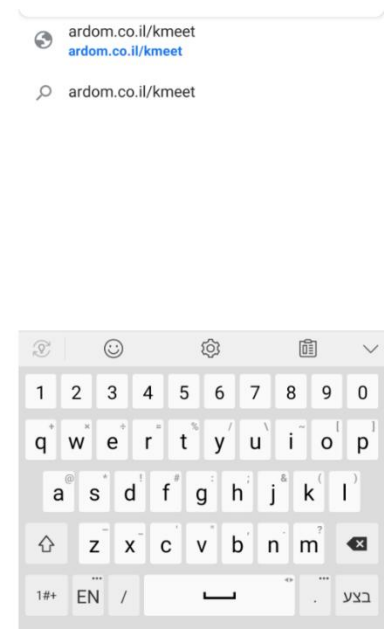 ardom.co.il/kmeet
ardom.co.il/kmeet
ardom.co.il/kmeet
1 2 3 4 5 6 7 8 9 0
+ × ÷ = % / \ ~ [ ]
q w e r t y u i o p
@ * ! # : ; & ( )
a s d f g h j k l
- _ ' " , ?
z x c v b n m
1#+ EN / . בצע